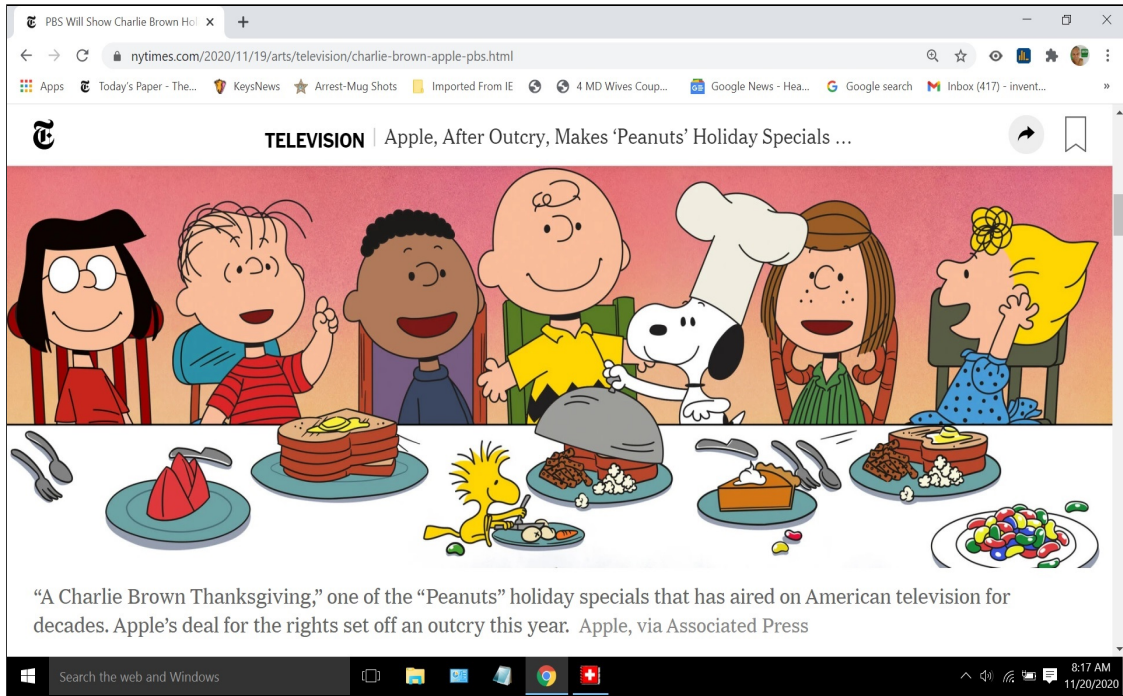 PBS Will Show Charlie Brown Hol
nytimes.com/2020/11/19/arts/television/charlie-brown-apple-pbs.html
Apps Today's Paper - The... KeysNews Arrest-Mug Shots Imported From IE 4 MD Wives Coup... Google News - Hea... Google search Inbox (417) - invent... »
TELEVISION | Apple, After Outcry, Makes ‘Peanuts’ Holiday Specials …
“A Charlie Brown Thanksgiving,” one of the “Peanuts” holiday specials that has aired on American television for
decades. Apple’s deal for the rights set off an outcry this year. Apple, via Associated Press
Search the web and Windows
8:17 AM
11/20/2020